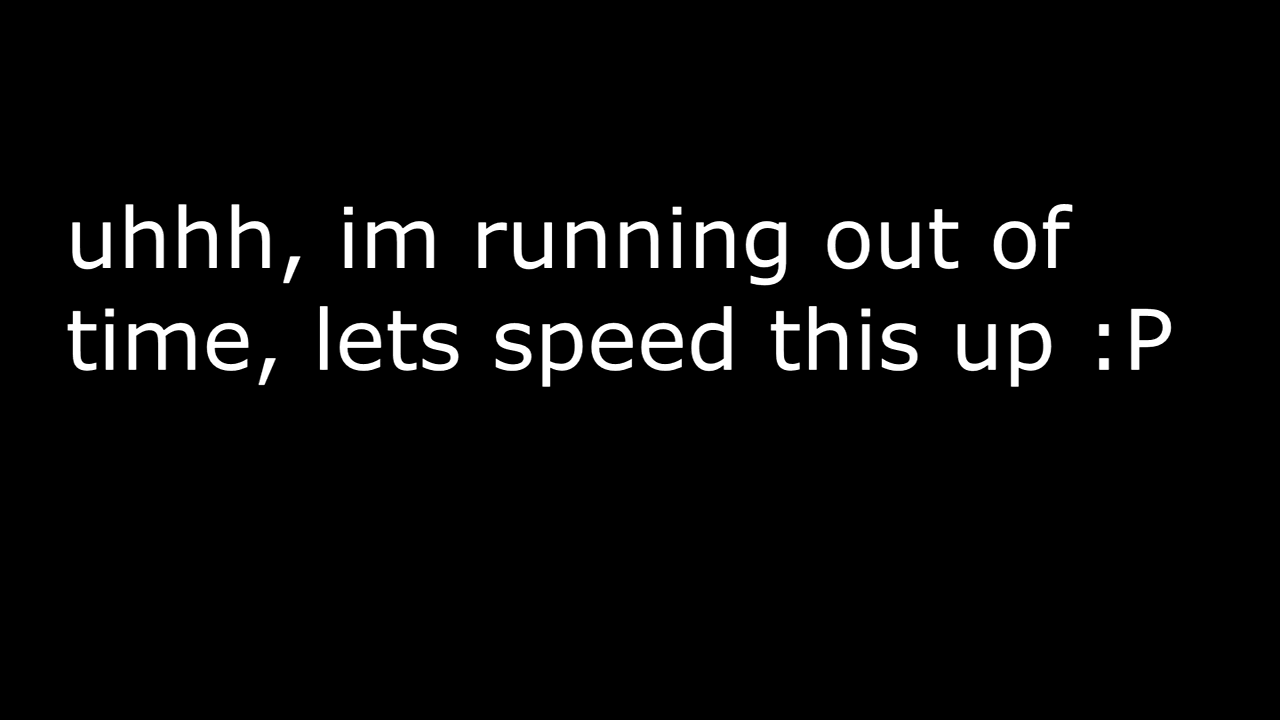 uhhh, im running out of
time, lets speed this up :P